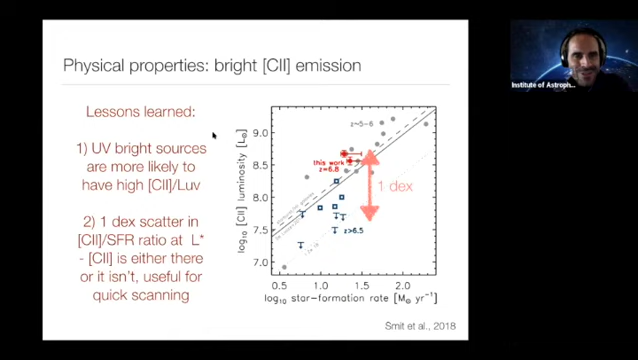 Physical properties: bright [CII] emission
Institute of Astroph...
Lessons learned:
1) UV bright sources
are more likely to
have high [CII]/Luv
2) 1 dex scatter in
[CII]/SFR ratio at L*
- [CII] is either there
or it isn't, useful for
quick scanning
log₁₀ [CII] luminosity [L⊙]
9.0
8.5
8.0
7.5
7.0
z~5-6
this work
z=6.8
1 dex
z>6.5
0.5 1.0 1.5 2.0
log₁₀ star-formation rate [M⊙ yr⁻¹]
Smit et al., 2018